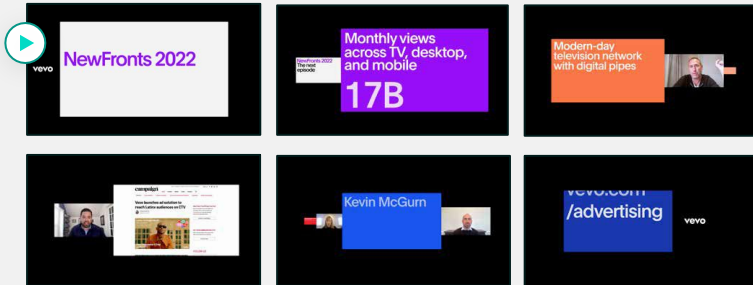 vevo
NewFronts 2022
NewFronts 2022
The next
episode
Monthly views
across TV, desktop,
and mobile
17B
Modern-day
television network
with digital pipes
campaign
Vevo launches ad solution to
reach Latinx audiences on CTV
Kevin McGurn
vevo.com
/advertising
vevo